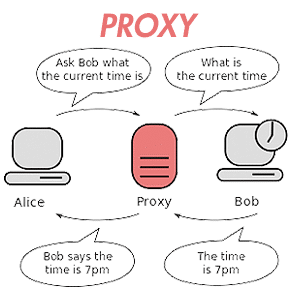 PROXY
Ask Bob what
the current time is
What is
the current time
Alice
Proxy
Bob
Bob says the
time is 7pm
The time
is 7pm